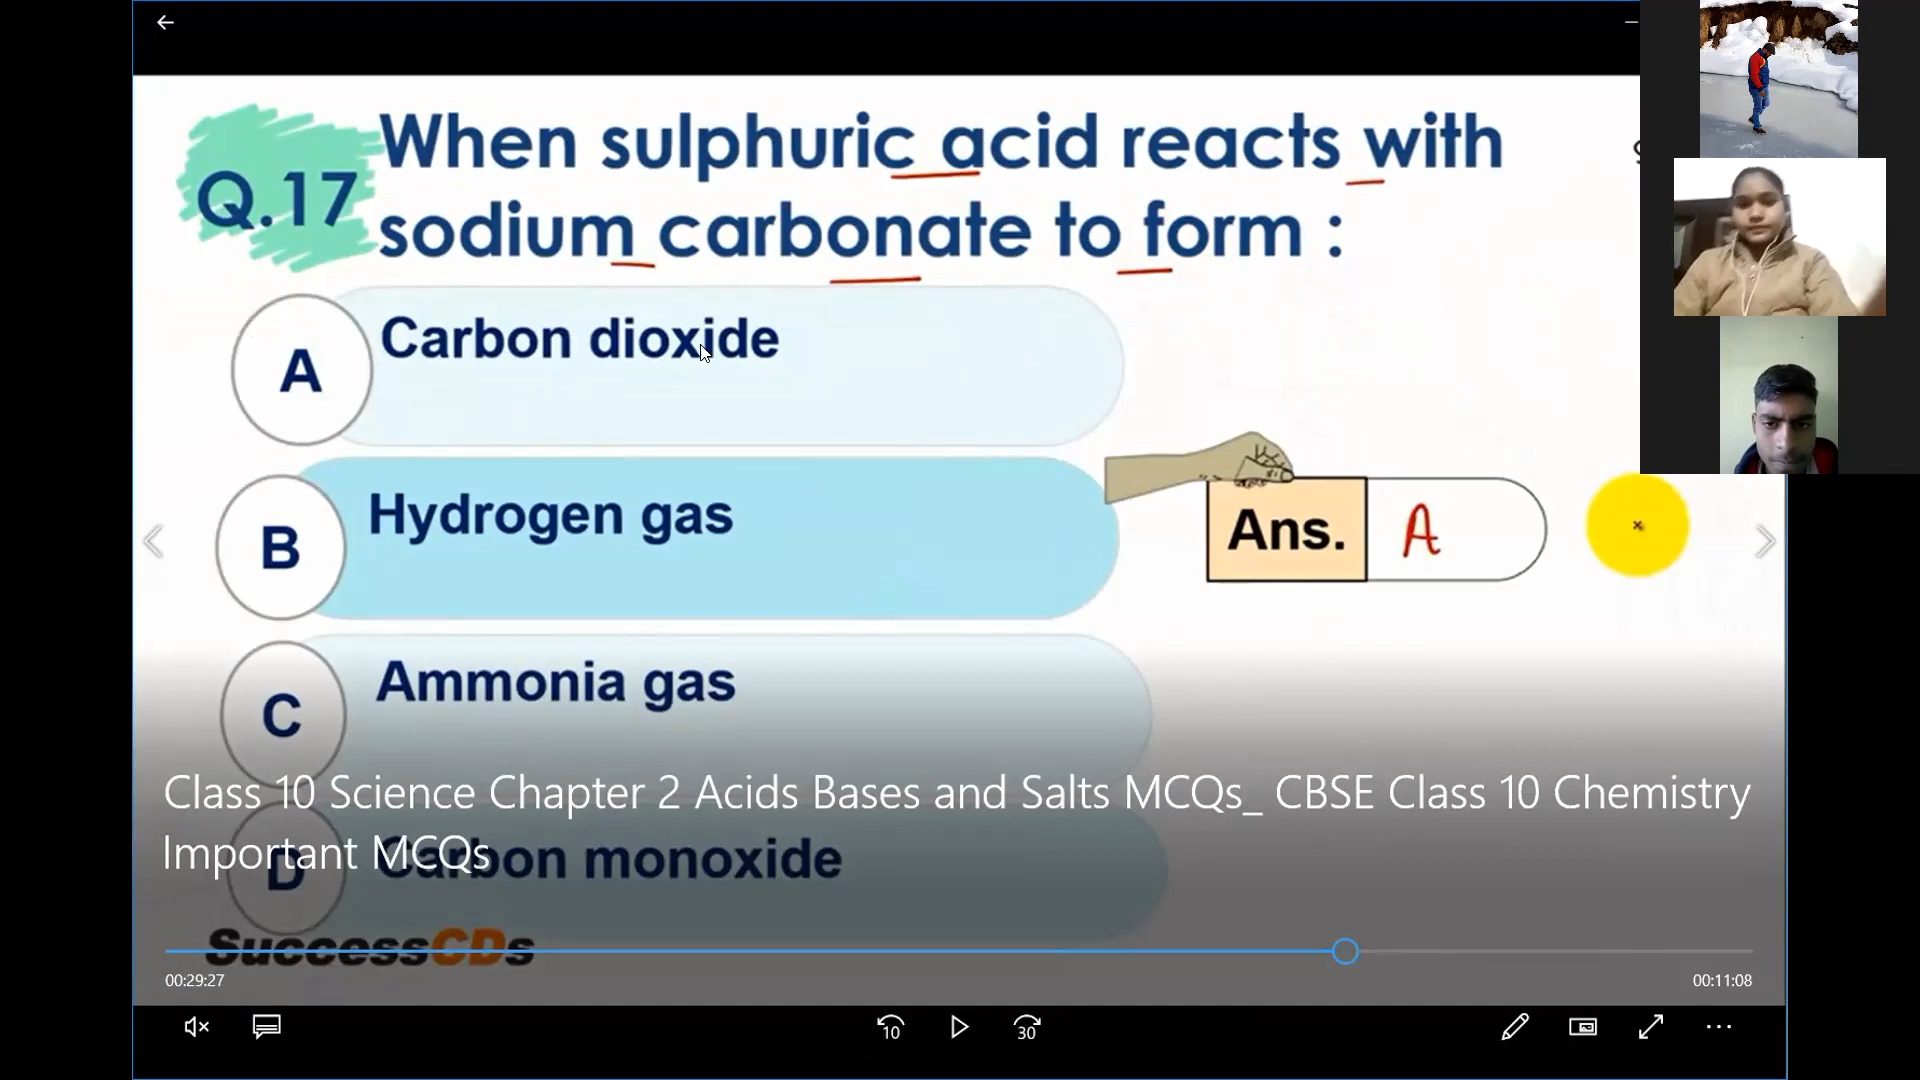 Q.17
When sulphuric acid reacts with
sodium carbonate to form :
A
Carbon dioxide
B
Hydrogen gas
Ans.
A
C
Ammonia gas
Class 10 Science Chapter 2 Acids Bases and Salts MCQs_ CBSE Class 10 Chemistry
Important MCQs
D
Carbon monoxide
SuccessCDs
00:29:27
00:11:08
10
30